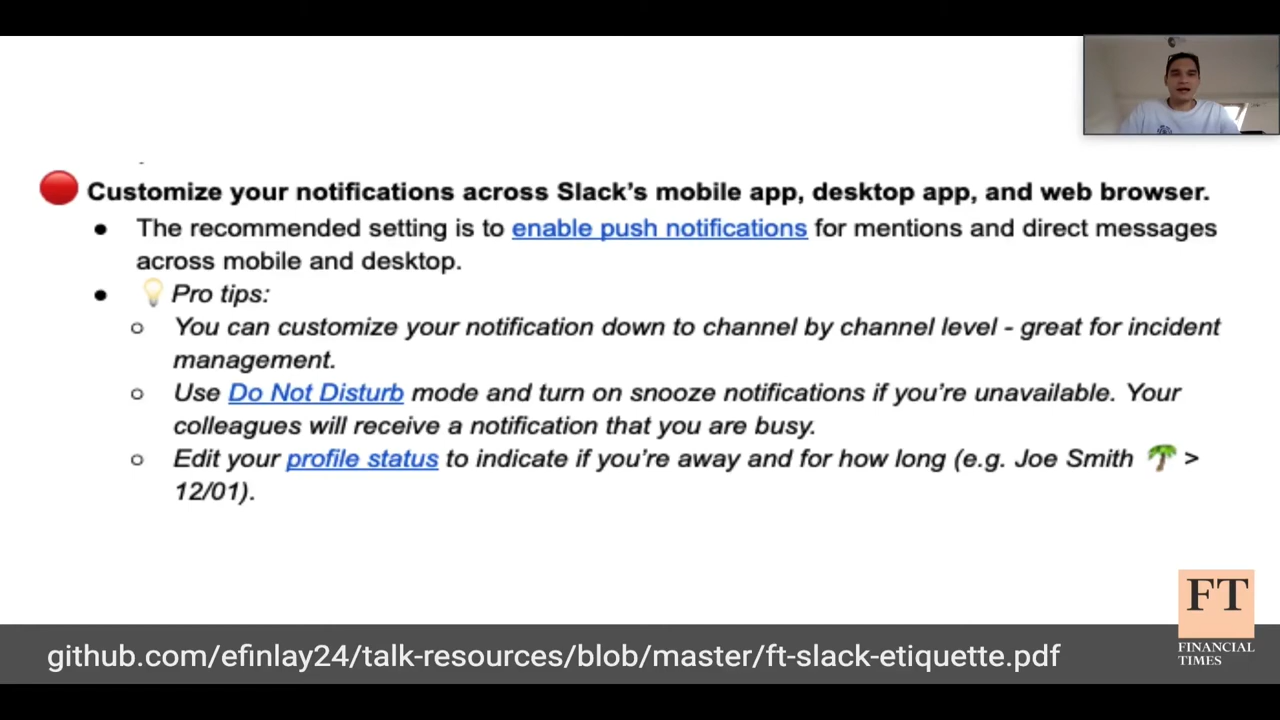 Customize your notifications across Slack's mobile app, desktop app, and web browser.
● The recommended setting is to enable push notifications for mentions and direct messages
across mobile and desktop.
● 💡 Pro tips:
○ You can customize your notification down to channel by channel level - great for incident
management.
○ Use Do Not Disturb mode and turn on snooze notifications if you're unavailable. Your
colleagues will receive a notification that you are busy.
○ Edit your profile status to indicate if you're away and for how long (e.g. Joe Smith 🌴 >
12/01).
FT
FINANCIAL
TIMES
github.com/efinlay24/talk-resources/blob/master/ft-slack-etiquette.pdf